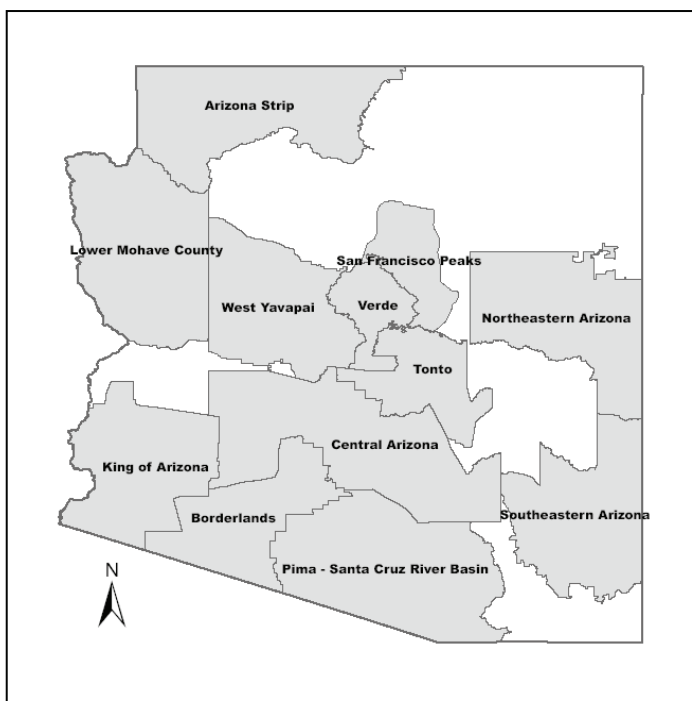 Arizona Strip
Lower Mohave County
San Francisco Peaks
West Yavapai
Verde
Northeastern Arizona
Tonto
Central Arizona
King of Arizona
Borderlands
Southeastern Arizona
Pima - Santa Cruz River Basin
N